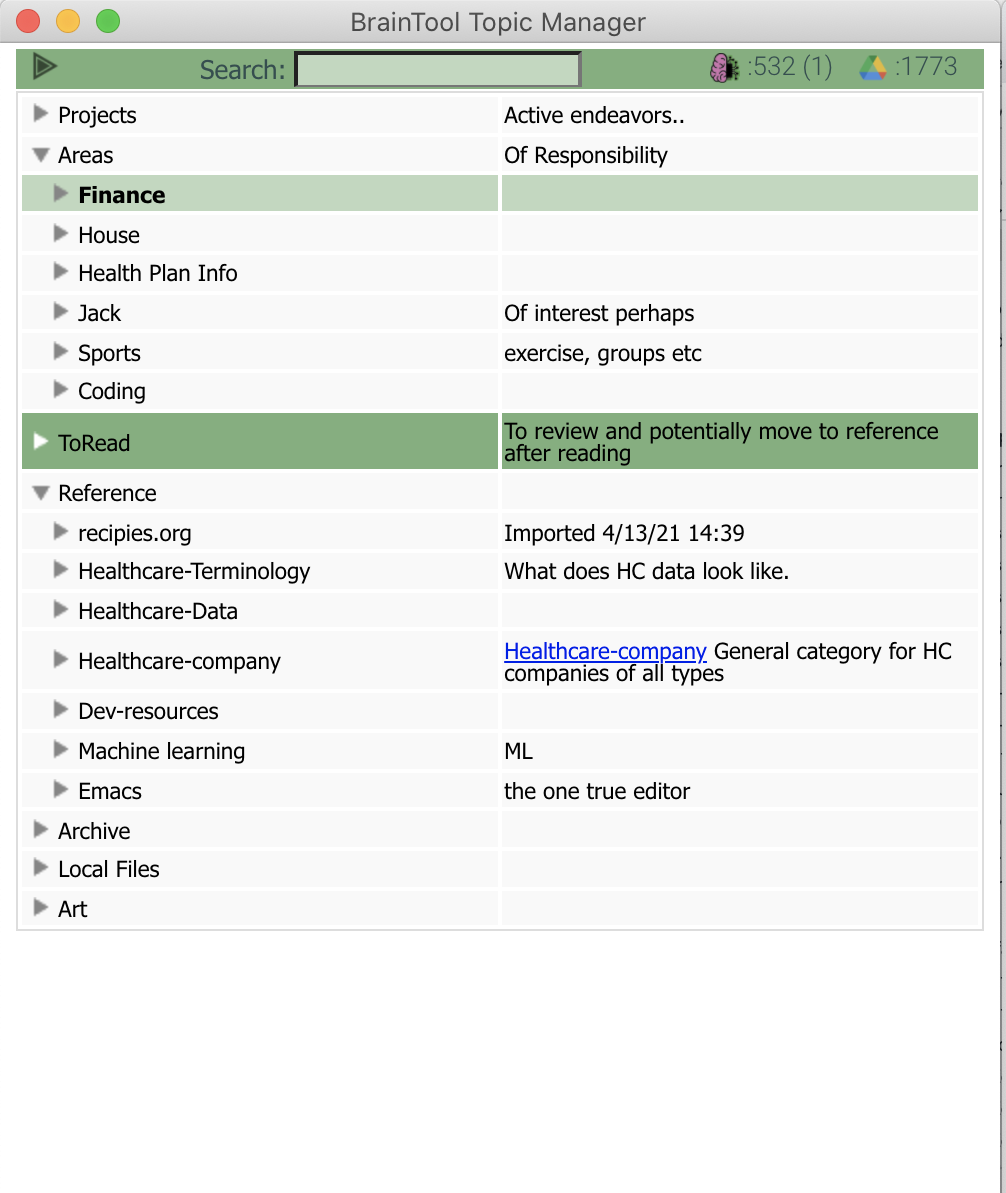 BrainTool Topic Manager
Search: :532 (1) :1773
Projects Active endeavors..
Areas Of Responsibility
Finance
House
Health Plan Info
Jack Of interest perhaps
Sports exercise, groups etc
Coding
ToRead To review and potentially move to reference
after reading
Reference
recipies.org Imported 4/13/21 14:39
Healthcare-Terminology What does HC data look like.
Healthcare-Data
Healthcare-company Healthcare-company General category for HC
companies of all types
Dev-resources
Machine learning ML
Emacs the one true editor
Archive
Local Files
Art